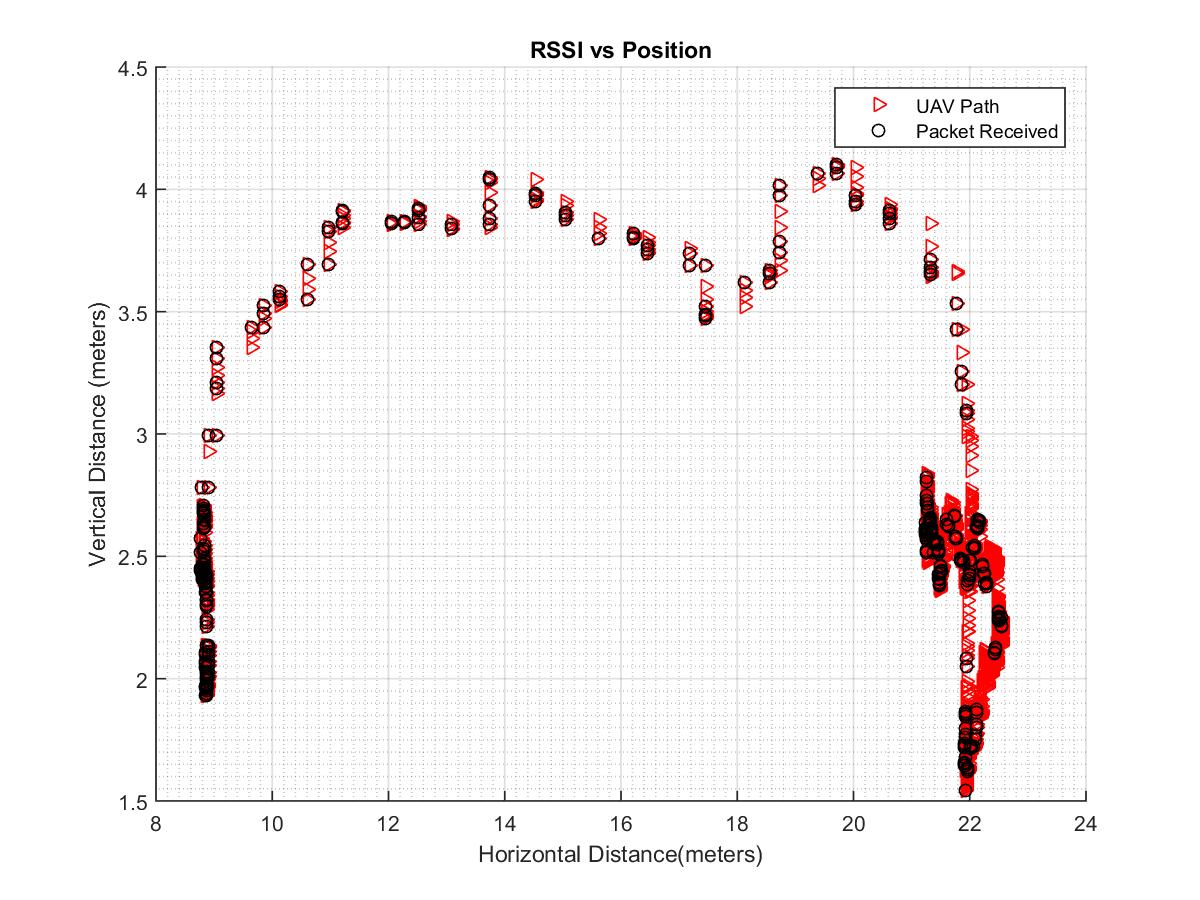 RSSI vs Position
4.5
4
3.5
3
2.5
2
1.5
Vertical Distance (meters)
UAV Path
Packet Received
8 10 12 14 16 18 20 22 24
Horizontal Distance(meters)